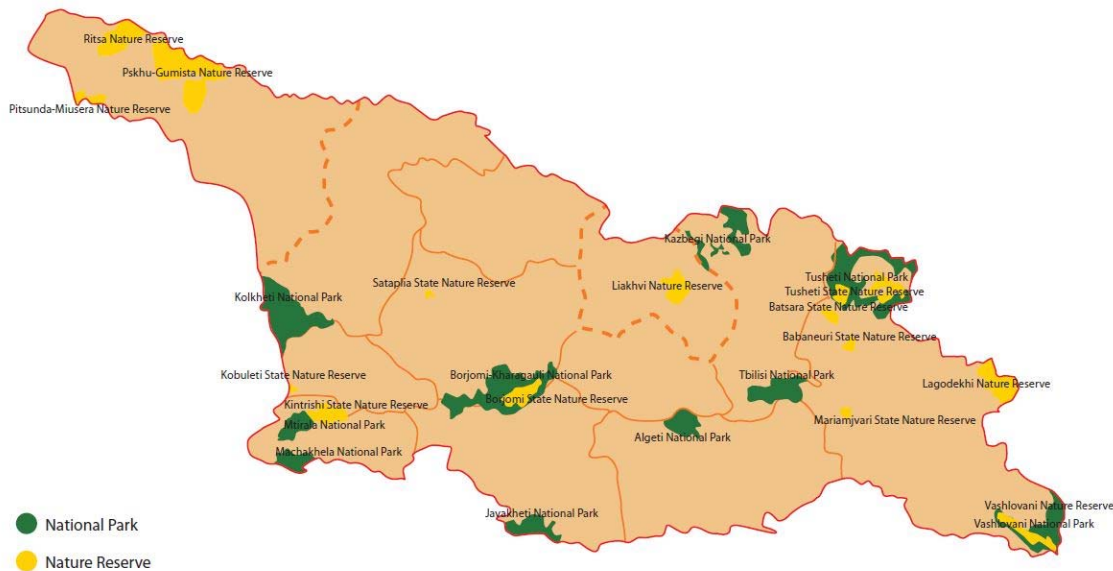 Ritsa Nature Reserve
Pskhu-Gumista Nature Reserve
Pitsunda-Miusera Nature Reserve
Kazbegi National Park
Tusheti National Park
Sataplia State Nature Reserve
Liakhvi Nature Reserve
Tusheti State Nature Reserve
Kolkheti National Park
Batsara State Nature Reserve
Babaneuri State Nature Reserve
Kobuleti State Nature Reserve
Borjomi-Kharagauli National Park
Tbilisi National Park
Lagodekhi Nature Reserve
Borjomi State Nature Reserve
Kintrishi State Nature Reserve
Mariamjvari State Nature Reserve
Mtirala National Park
Algeti National Park
Machakhela National Park
Vashlovani Nature Reserve
Javakheti National Park
Vashlovani National Park
National Park
Nature Reserve